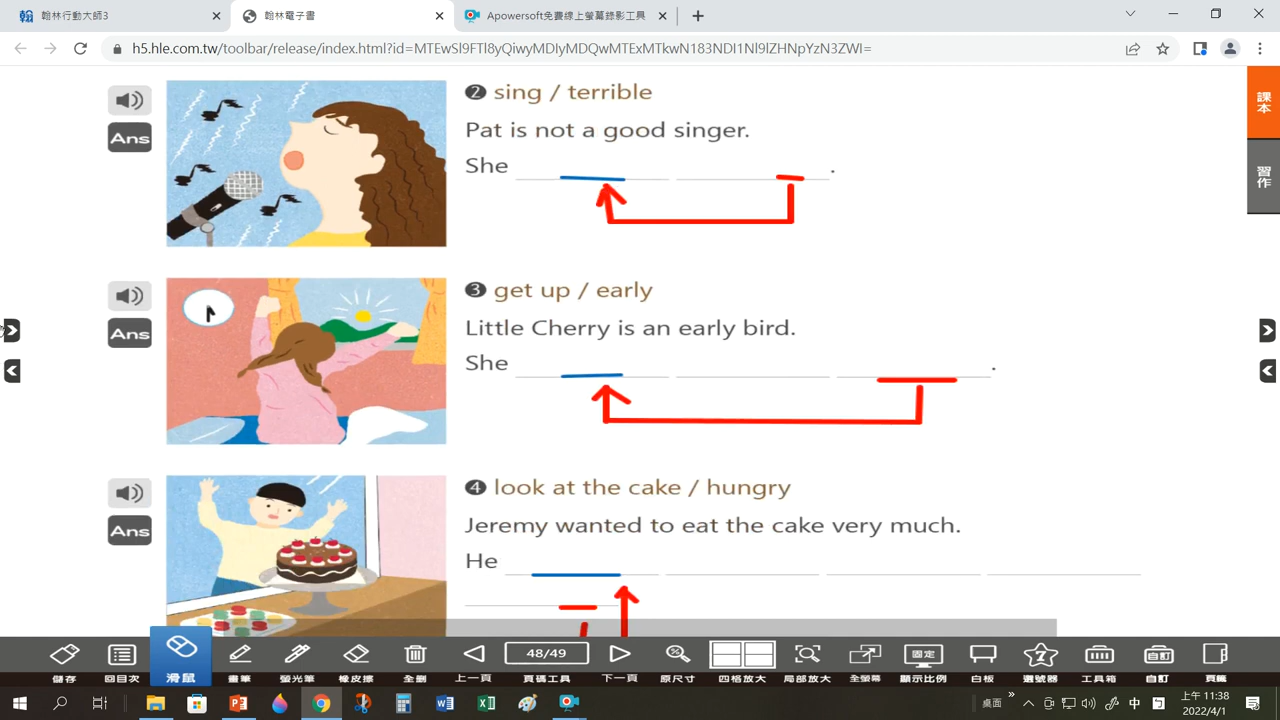 翰林行動大師3
翰林電子書
Apowersoft免費線上螢幕錄影工具
h5.hle.com.tw/toolbar/release/index.html?id=MTEwSl9FTl8yQiwyMDIyMDQwMTExMTkwN183NDI1Nl9lZHNpYzN3ZWI=
Ans
❷ sing / terrible
Pat is not a good singer.
She .
課本
習作
Ans
❸ get up / early
Little Cherry is an early bird.
She .
Ans
❹ look at the cake / hungry
Jeremy wanted to eat the cake very much.
He
48/49 固定 自訂
儲存 回目次 滑鼠 畫筆 螢光筆 橡皮擦 全刪 上一頁 頁碼工具 下一頁 原尺寸 四格放大 局部放大 全螢幕 顯示比例 白板 選號器 工具箱 自訂 頁籤
桌面 中 上午 11:38
2022/4/1